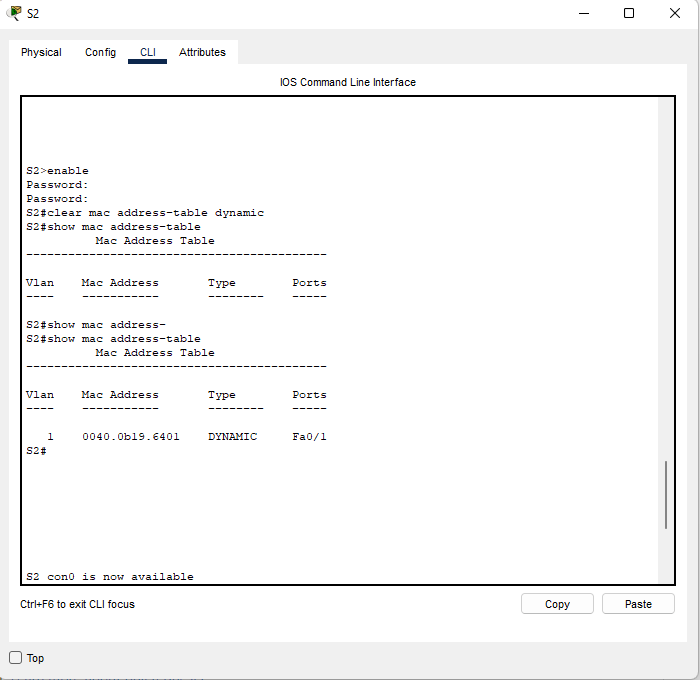 S2
Physical Config CLI Attributes
IOS Command Line Interface
S2>enable
Password:
Password:
S2#clear mac address-table dynamic
S2#show mac address-table
Mac Address Table
-------------------------------------------
Vlan Mac Address Type Ports
---- ----------- -------- -----
S2#show mac address-
S2#show mac address-table
Mac Address Table
-------------------------------------------
Vlan Mac Address Type Ports
---- ----------- -------- -----
1 0040.0b19.6401 DYNAMIC Fa0/1
S2#
S2 con0 is now available
Ctrl+F6 to exit CLI focus
Copy Paste
Top